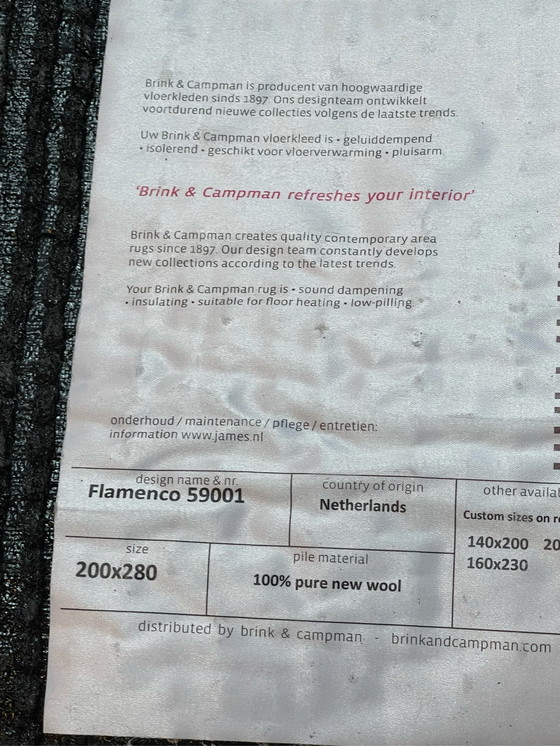 Brink & Campman is producent van hoogwaardige
vloerkleden sinds 1897. Ons designteam ontwikkelt
voortdurend nieuwe collecties volgens de laatste trends.
Uw Brink & Campman vloerkleed is • geluiddempend
• isolerend • geschikt voor vloerverwarming • pluisarm
‘Brink & Campman refreshes your interior’
Brink & Campman creates quality contemporary area
rugs since 1897. Our design team constantly develops
new collections according to the latest trends.
Your Brink & Campman rug is • sound dampening
• insulating • suitable for floor heating • low-pilling
onderhoud / maintenance / pflege / entretien:
information www.james.nl
design name & nr.
Flamenco 59001
country of origin
Netherlands
other availa
Custom sizes on r
140x200 20
160x230
size
200x280
pile material
100% pure new wool
distributed by brink & campman - brinkandcampman.com